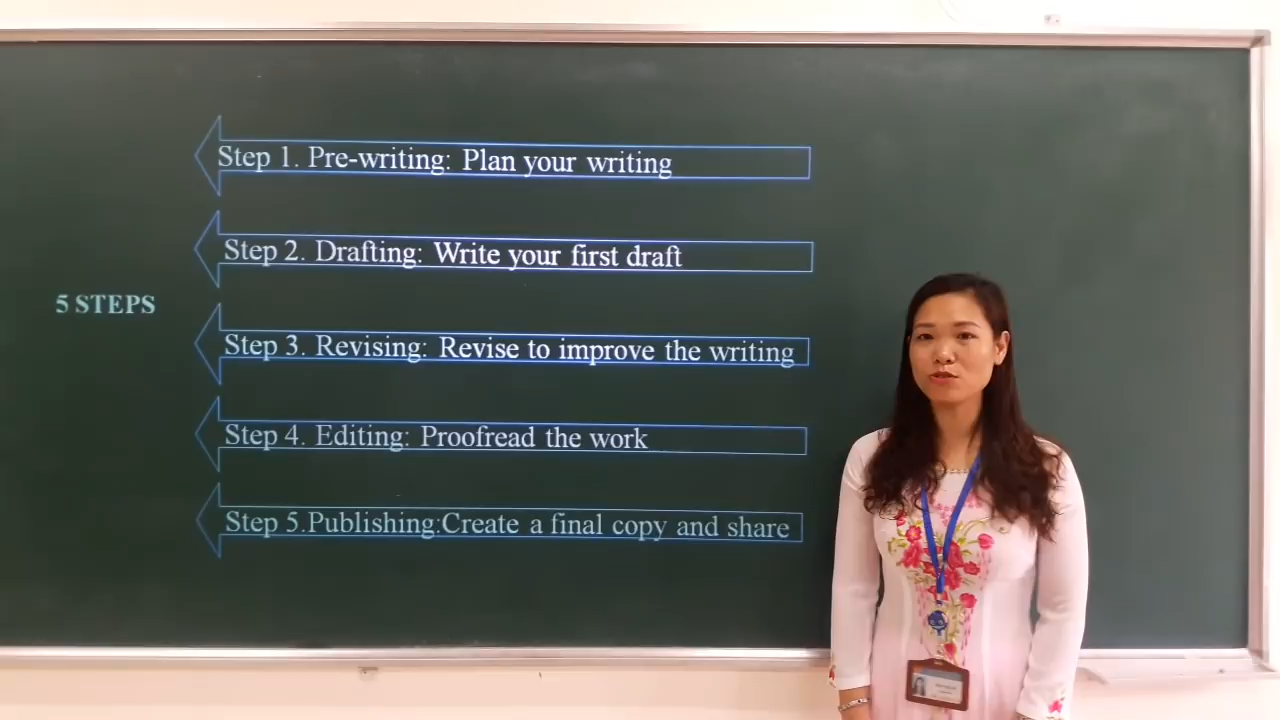 Step 1. Pre-writing: Plan your writing
Step 2. Drafting: Write your first draft
5 STEPS
Step 3. Revising: Revise to improve the writing
Step 4. Editing: Proofread the work
Step 5.Publishing:Create a final copy and share